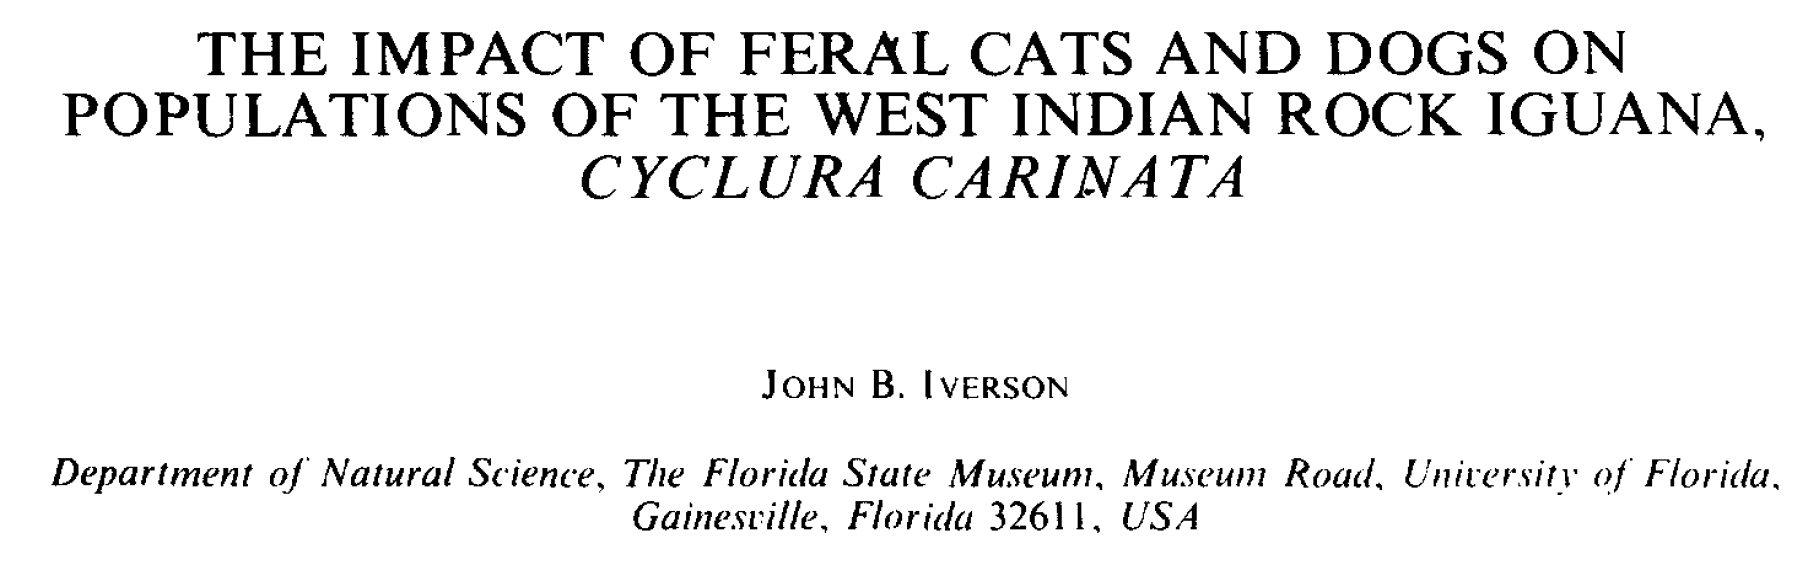 THE IMPACT OF FERAL CATS AND DOGS ON
POPULATIONS OF THE WEST INDIAN ROCK IGUANA,
CYCLURA CARINATA
JOHN B. IVERSON
Department of Natural Science, The Florida State Museum, Museum Road, University of Florida,
Gainesville, Florida 32611, USA